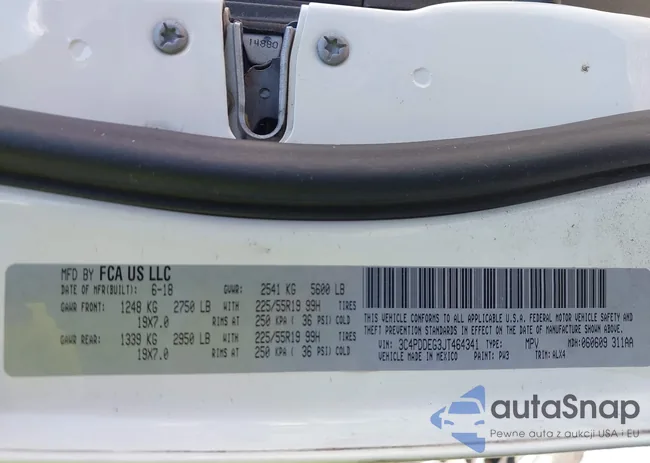 14880
MFD BY FCA US LLC
DATE OF MFR(BUILT): 6-18 GVWR: 2541 KG 5600 LB
GAWR FRONT: 1248 KG 2750 LB WITH 225/55R19 99H TIRES
19X7.0 RIMS AT 250 KPA ( 36 PSI) COLD
GAWR REAR: 1339 KG 2950 LB WITH 225/55R19 99H TIRES
19X7.0 RIMS AT 250 KPA ( 36 PSI) COLD
THIS VEHICLE CONFORMS TO ALL APPLICABLE U.S.A. FEDERAL MOTOR VEHICLE SAFETY AND
THEFT PREVENTION STANDARDS IN EFFECT ON THE DATE OF MANUFACTURE SHOWN ABOVE.
VIN: 3C4PDDEG3JT464341 TYPE: MPV MDH: 060609 311AA
VEHICLE MADE IN MEXICO PAINT: PW3 TRIM: ALX4
autaSnap
Pewne auta z aukcji USA i EU